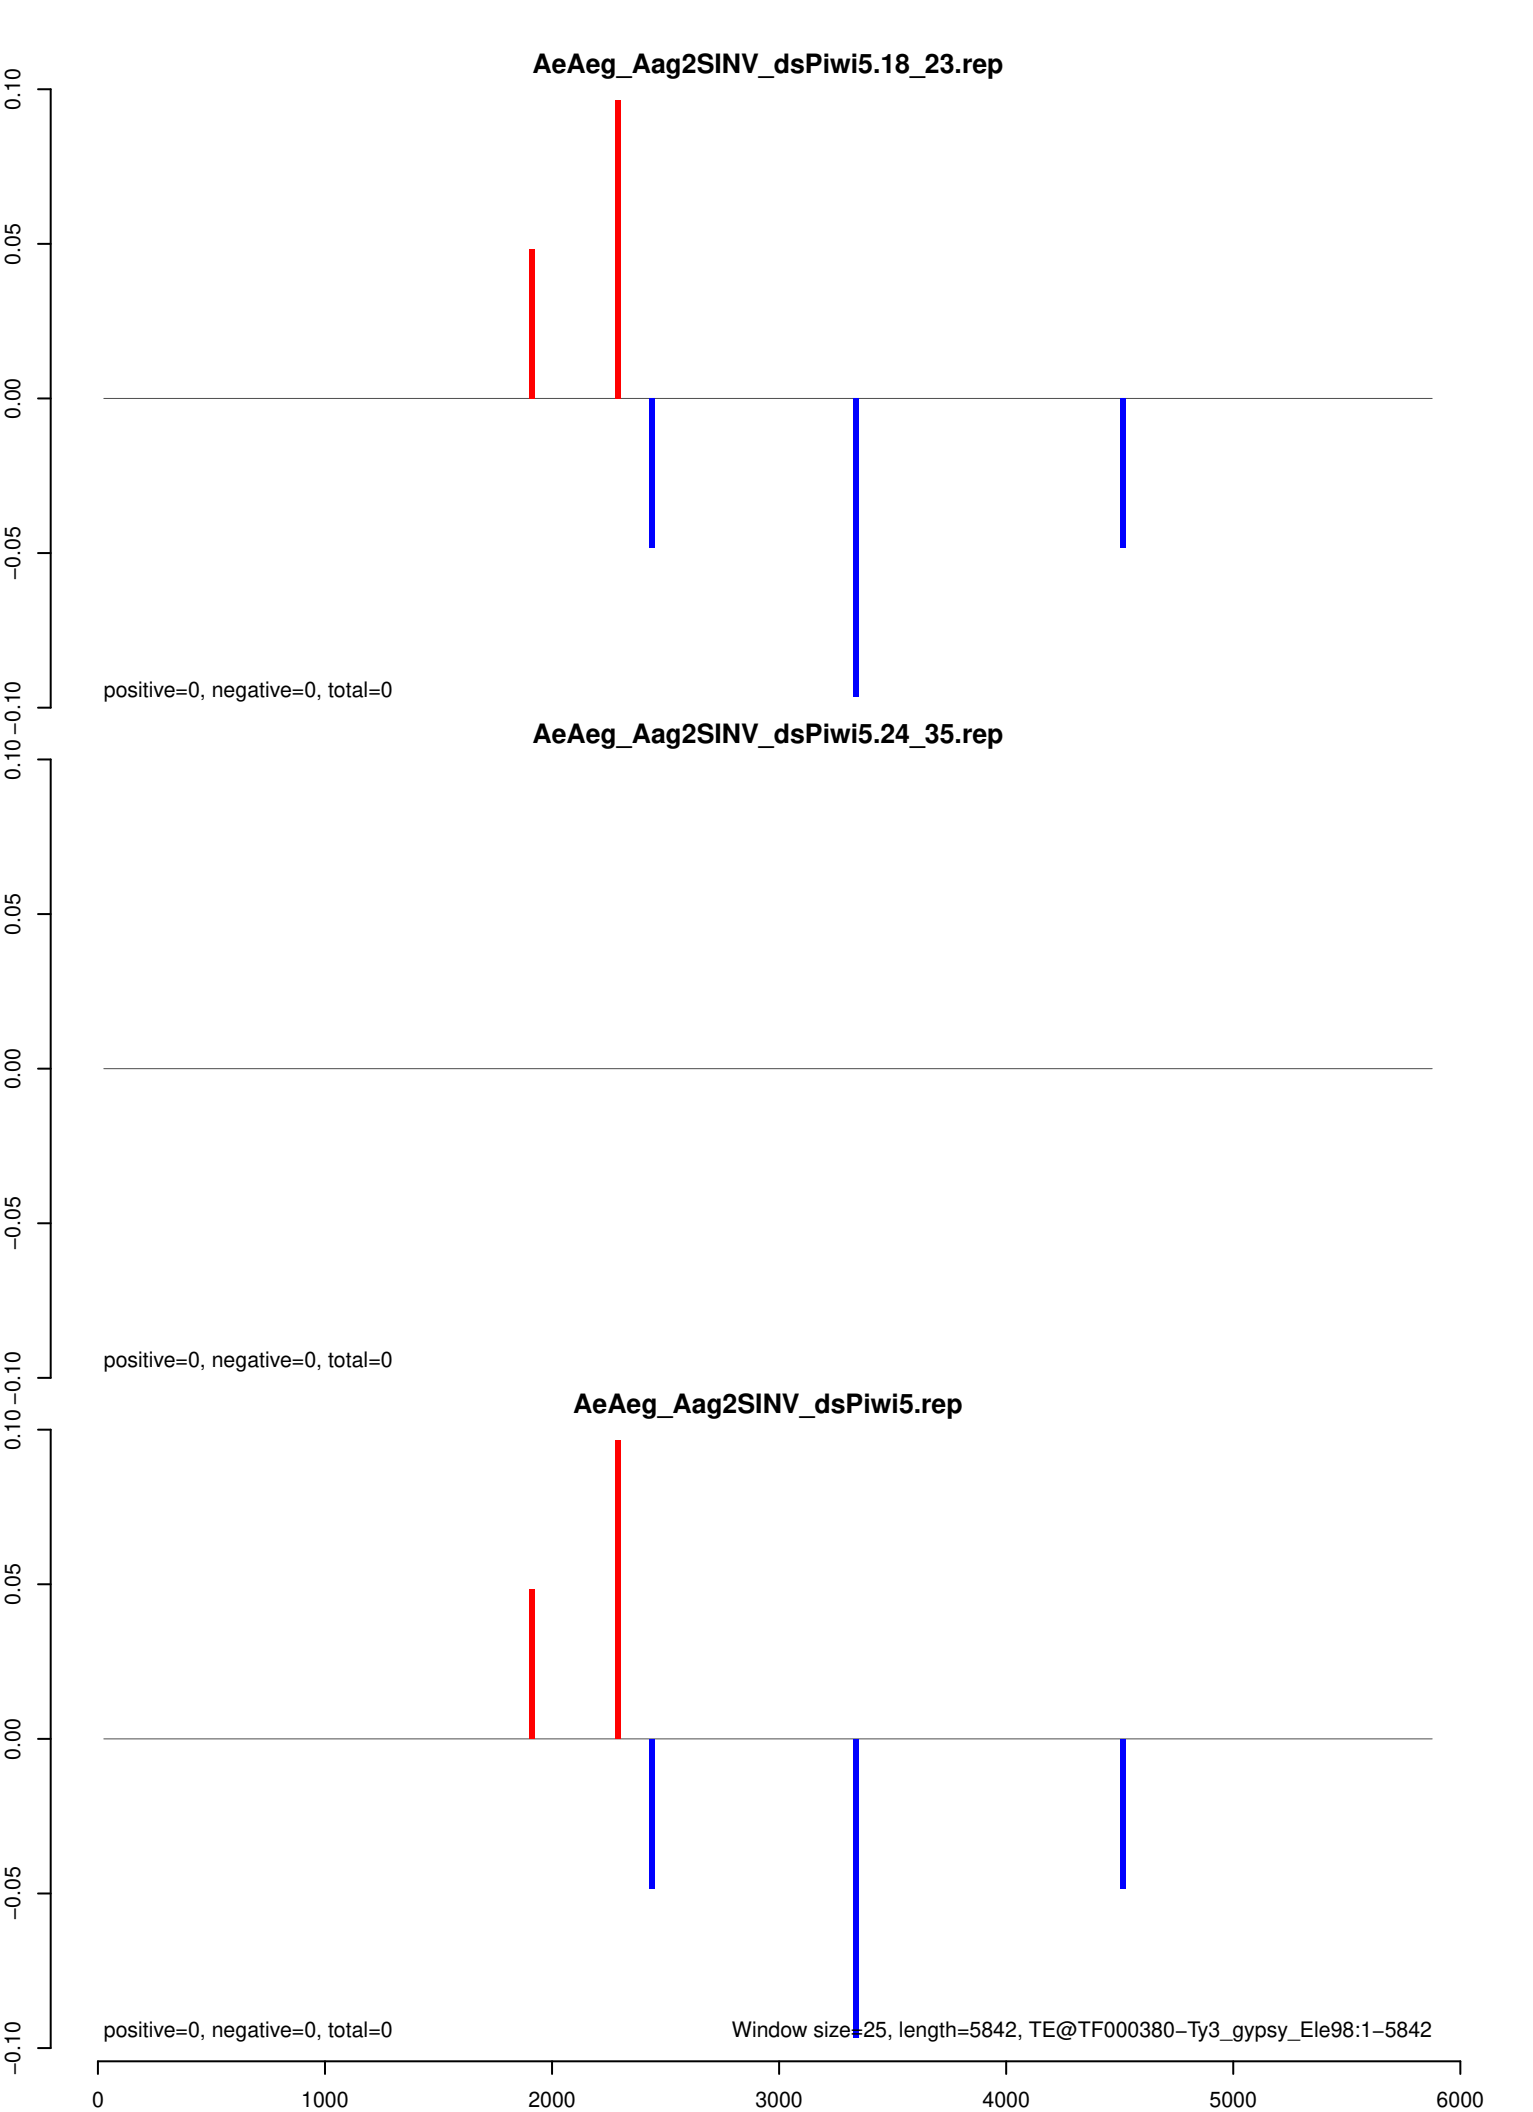 AeAeg_Aag2SINV_dsPiwi5.18_23.rep
0.10
0.05
0.00
−0.05
−0.10
positive=0, negative=0, total=0
AeAeg_Aag2SINV_dsPiwi5.24_35.rep
0.10
0.05
0.00
−0.05
−0.10
positive=0, negative=0, total=0
AeAeg_Aag2SINV_dsPiwi5.rep
0.10
0.05
0.00
−0.05
−0.10
positive=0, negative=0, total=0
Window size=25, length=5842, TE@TF000380−Ty3_gypsy_Ele98:1−5842
0 1000 2000 3000 4000 5000 6000